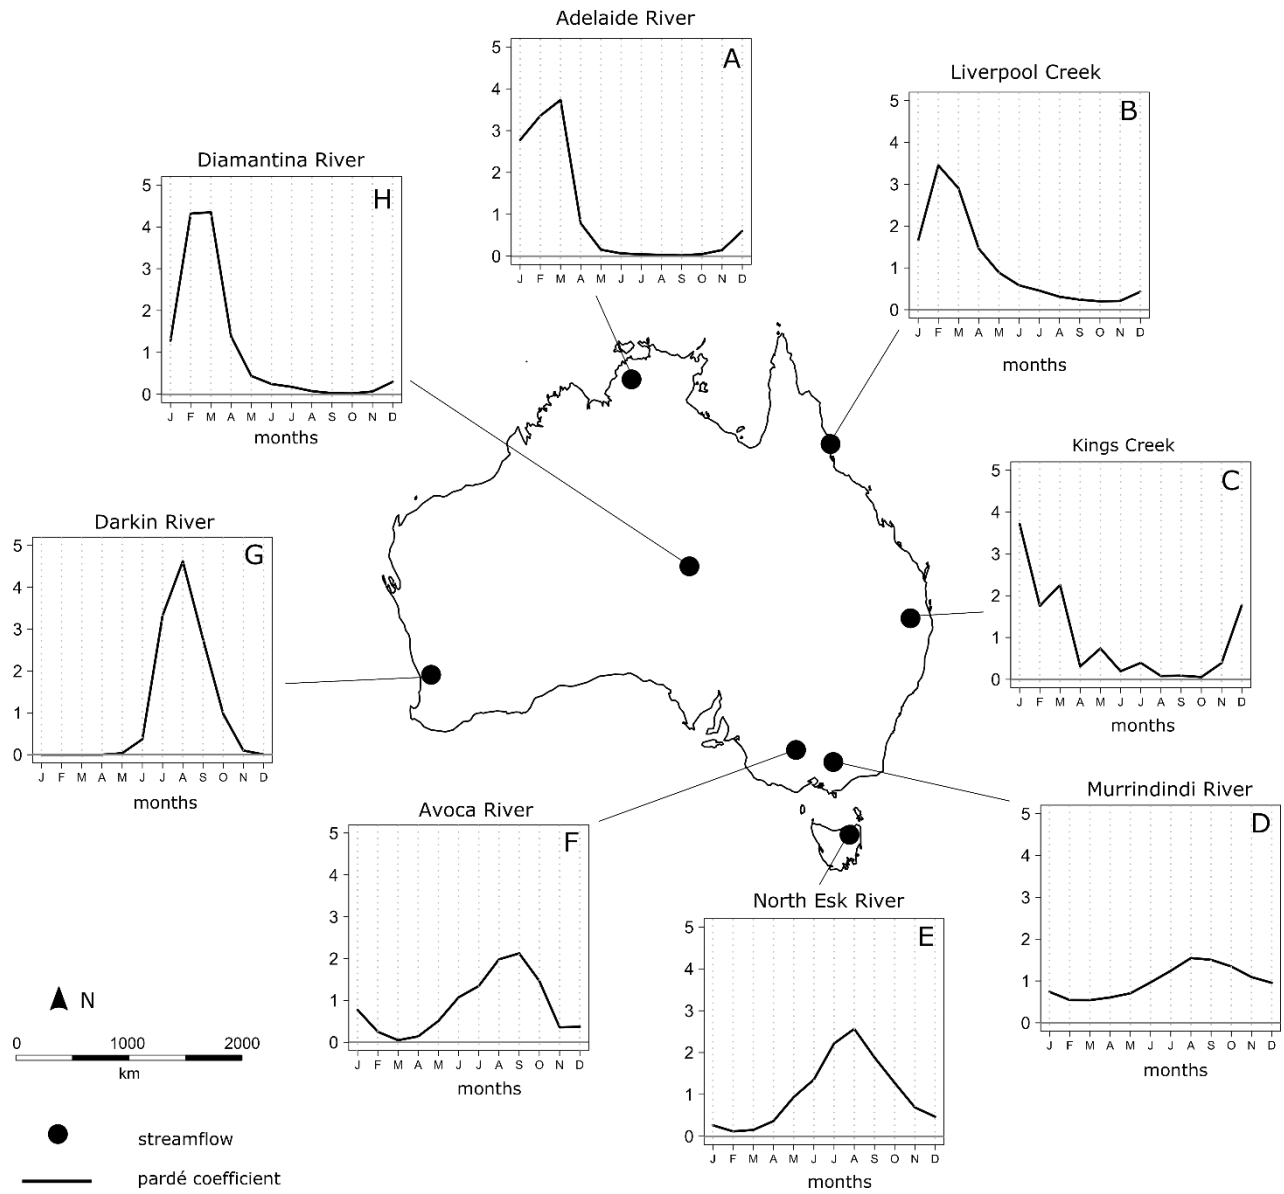 Adelaide River
5
4
3
2
1
0
A
J F M A M J J A S O N D
Liverpool Creek
5
4
3
2
1
0
B
J F M A M J J A S O N D
months
Diamantina River
5
4
3
2
1
0
H
J F M A M J J A S O N D
months
Kings Creek
5
4
3
2
1
0
C
J F M A M J J A S O N D
months
Darkin River
5
4
3
2
1
0
G
J F M A M J J A S O N D
months
Murrindindi River
5
4
3
2
1
0
D
J F M A M J J A S O N D
months
Avoca River
5
4
3
2
1
0
F
J F M A M J J A S O N D
months
North Esk River
5
4
3
2
1
0
E
J F M A M J J A S O N D
months
N
0 1000 2000
km
streamflow
pardé coefficient